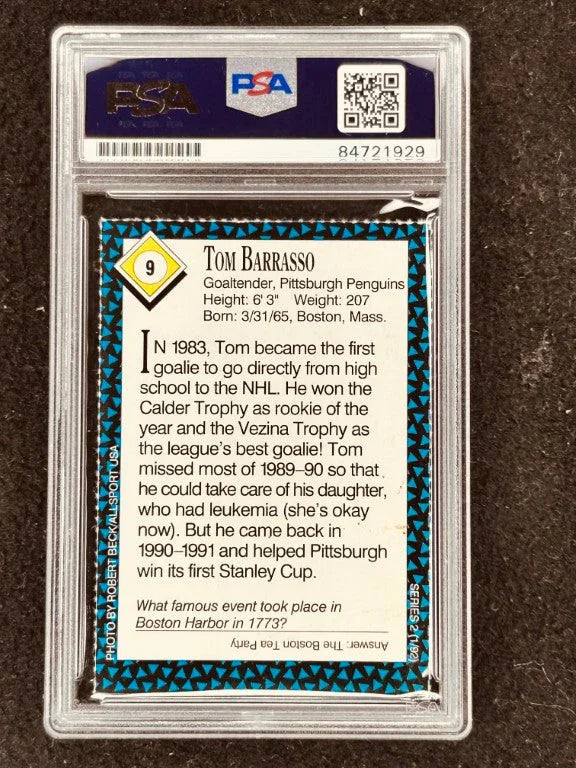 PSA
PSA
84721929
9
TOM BARRASSO
Goaltender, Pittsburgh Penguins
Height: 6' 3" Weight: 207
Born: 3/31/65, Boston, Mass.
IN 1983, Tom became the first
goalie to go directly from high
school to the NHL. He won the
Calder Trophy as rookie of the
year and the Vezina Trophy as
the league's best goalie! Tom
missed most of 1989–90 so that
he could take care of his daughter,
who had leukemia (she's okay
now). But he came back in
1990–1991 and helped Pittsburgh
win its first Stanley Cup.
What famous event took place in
Boston Harbor in 1773?
Answer: The Boston Tea Party
PHOTO BY ROBERT BECK/ALLSPORT USA
SERIES 2 (1/92)
PSA